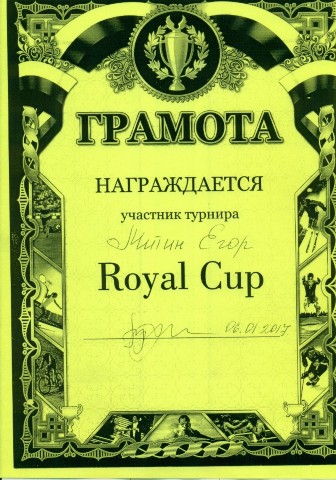 ГРАМОТА
НАГРАЖДАЕТСЯ
участник турнира
Митин Егор
Royal Cup
06.01.2017